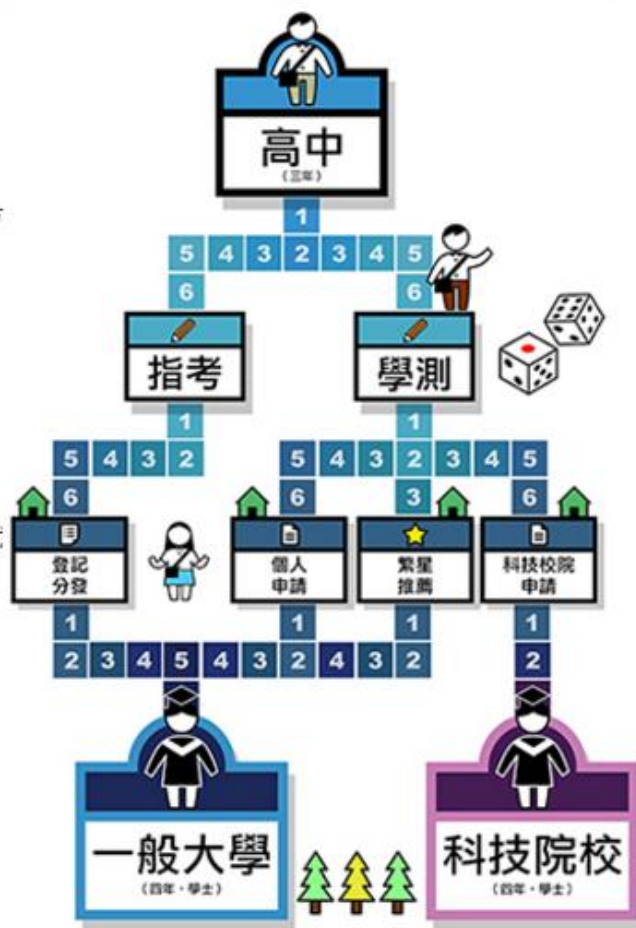 高中
(三年)
1
5 4 3 2 3 4 5
6 6
指考 學測
1 1
5 4 3 2 5 4 3 2 3 4 5
6 6 3 6
登記
分發
個人
申請
繁星
推薦
科技校院
申請
1 1 1 1
2 3 4 5 4 3 2 4 3 2 2
一般大學
(四年・學士)
科技院校
(四年・學士)